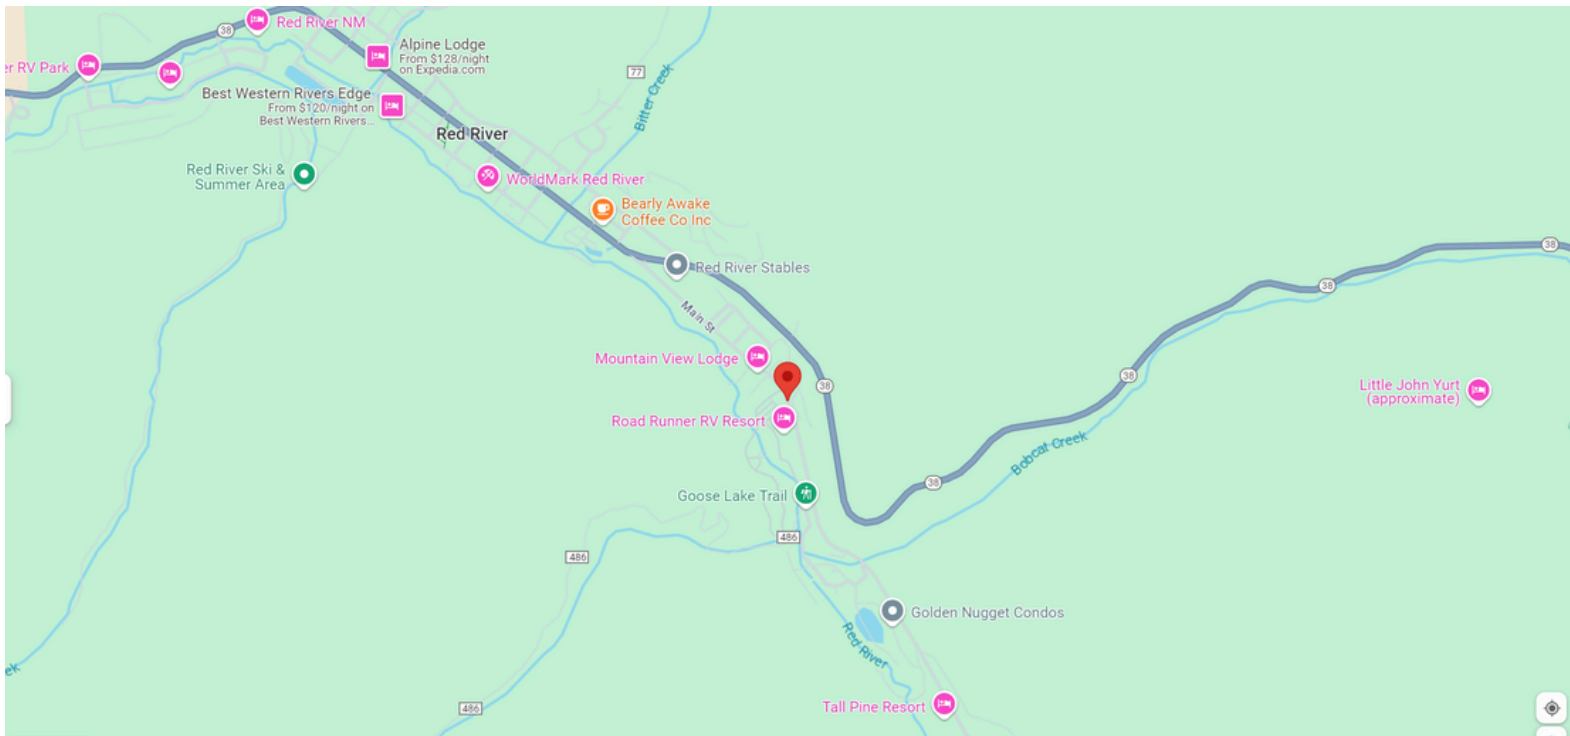 Red River NM
38
Alpine Lodge
From $128/night
on Expedia.com
er RV Park
77
Bitter Creek
Best Western Rivers Edge
From $120/night on
Best Western Rivers...
Red River
Red River Ski &
Summer Area
WorldMark Red River
Bearly Awake
Coffee Co Inc
38
Red River Stables
38
Main St
Mountain View Lodge
38
38
Little John Yurt
(approximate)
Road Runner RV Resort
Bobcat Creek
38
Goose Lake Trail
486
486
Golden Nugget Condos
Red River
eek
486
Tall Pine Resort